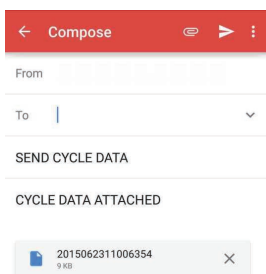 Compose
From
To
SEND CYCLE DATA
CYCLE DATA ATTACHED
2015062311006354
9 KB